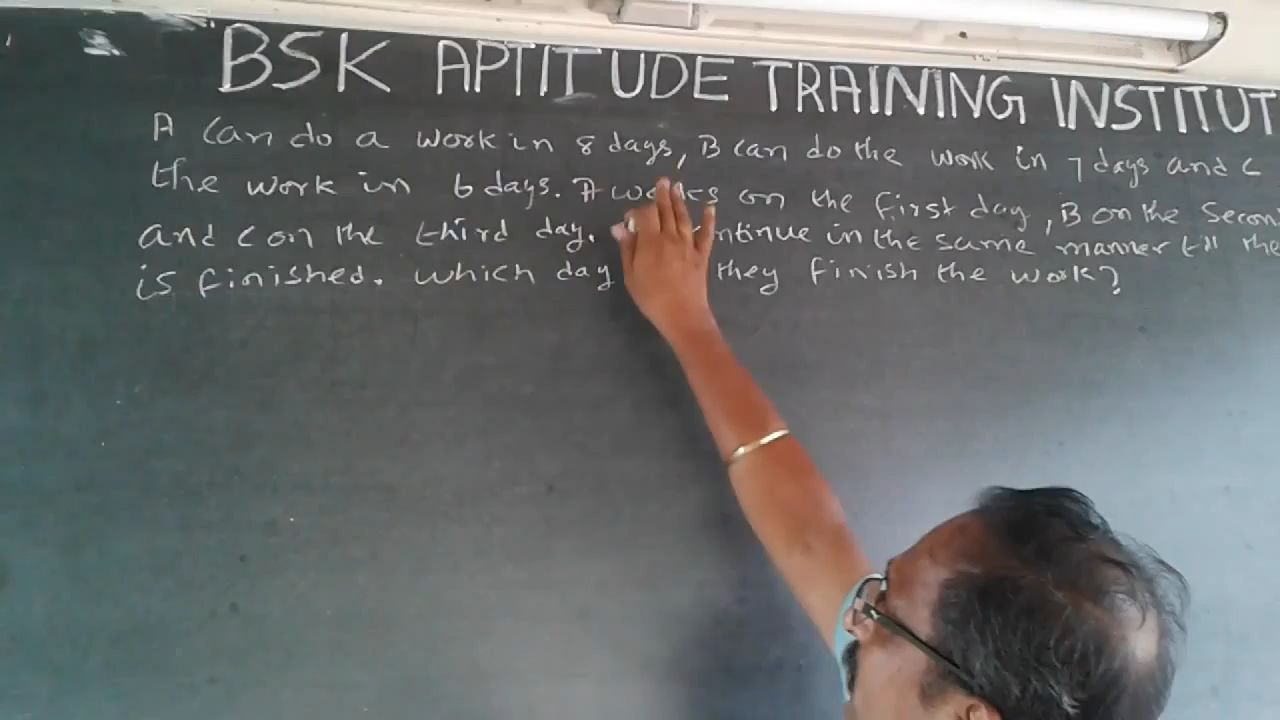 BSK APTITUDE TRAINING INSTITUT
A can do a work in 8 days, B can do the work in 7 days and C
the work in 6 days. A works on the first day, B on the Secon
and C on the third day. ntinue in the same manner till the
is finished. which day they finish the work?